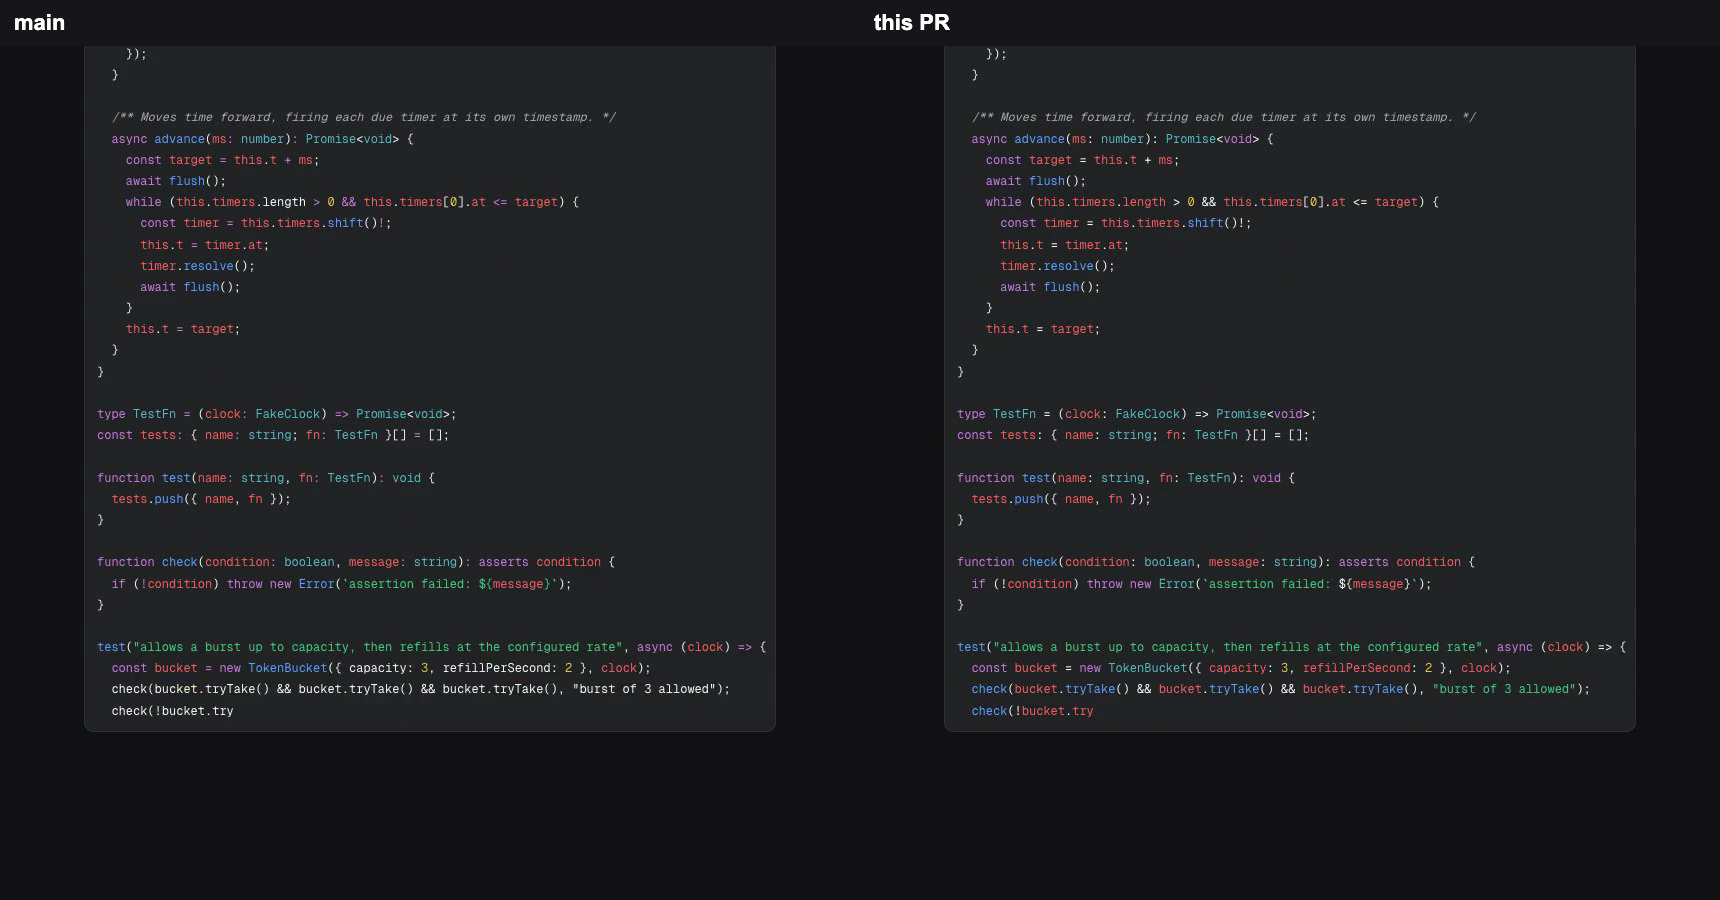 main
});
}
/** Moves time forward, firing each due timer at its own timestamp. */
async advance(ms: number): Promise<void> {
const target = this.t + ms;
await flush();
while (this.timers.length > 0 && this.timers[0].at <= target) {
const timer = this.timers.shift()!;
this.t = timer.at;
timer.resolve();
await flush();
}
this.t = target;
}
}
type TestFn = (clock: FakeClock) => Promise<void>;
const tests: { name: string; fn: TestFn }[] = [];
function test(name: string, fn: TestFn): void {
tests.push({ name, fn });
}
function check(condition: boolean, message: string): asserts condition {
if (!condition) throw new Error(`assertion failed: ${message}`);
}
test("allows a burst up to capacity, then refills at the configured rate", async (clock) => {
const bucket = new TokenBucket({ capacity: 3, refillPerSecond: 2 }, clock);
check(bucket.tryTake() && bucket.tryTake() && bucket.tryTake(), "burst of 3 allowed");
check(!bucket.try
this PR
});
}
/** Moves time forward, firing each due timer at its own timestamp. */
async advance(ms: number): Promise<void> {
const target = this.t + ms;
await flush();
while (this.timers.length > 0 && this.timers[0].at <= target) {
const timer = this.timers.shift()!;
this.t = timer.at;
timer.resolve();
await flush();
}
this.t = target;
}
}
type TestFn = (clock: FakeClock) => Promise<void>;
const tests: { name: string; fn: TestFn }[] = [];
function test(name: string, fn: TestFn): void {
tests.push({ name, fn });
}
function check(condition: boolean, message: string): asserts condition {
if (!condition) throw new Error(`assertion failed: ${message}`);
}
test("allows a burst up to capacity, then refills at the configured rate", async (clock) => {
const bucket = new TokenBucket({ capacity: 3, refillPerSecond: 2 }, clock);
check(bucket.tryTake() && bucket.tryTake() && bucket.tryTake(), "burst of 3 allowed");
check(!bucket.try